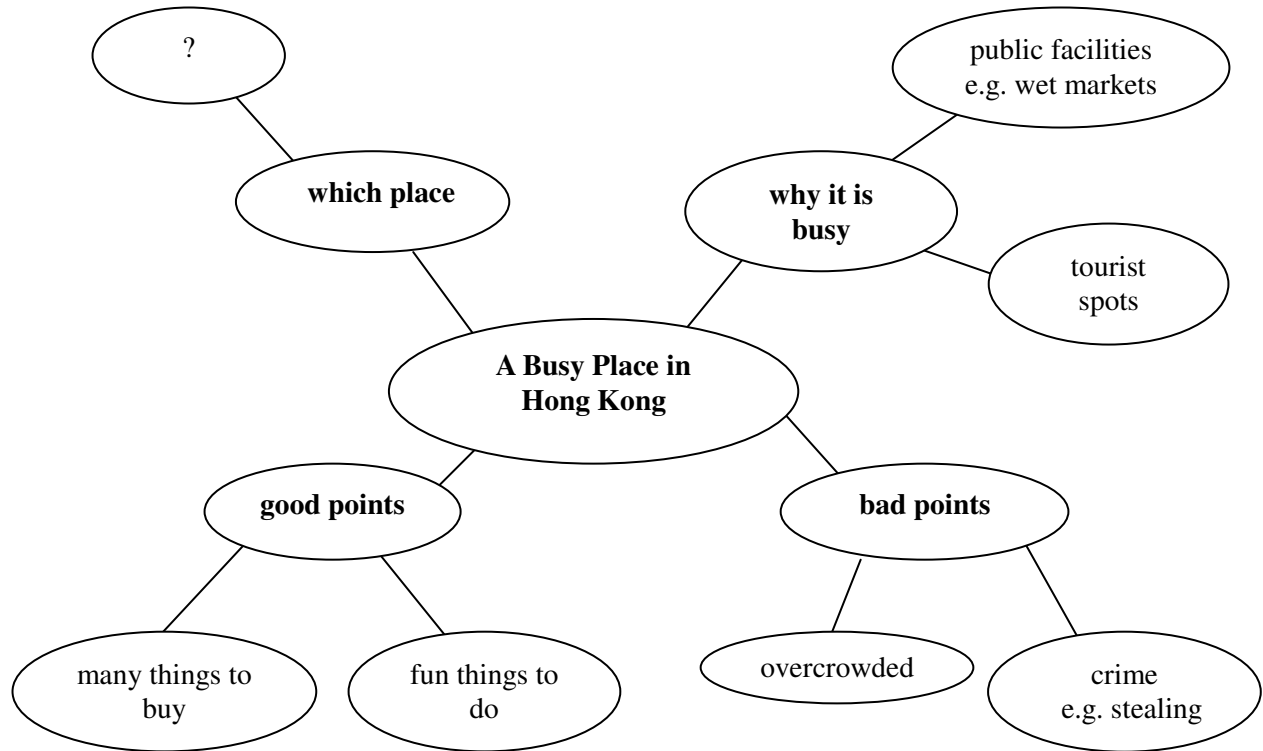 ?
which place
public facilities
e.g. wet markets
why it is
busy
tourist
spots
A Busy Place in
Hong Kong
good points
many things to
buy
fun things to
do
bad points
overcrowded
crime
e.g. stealing